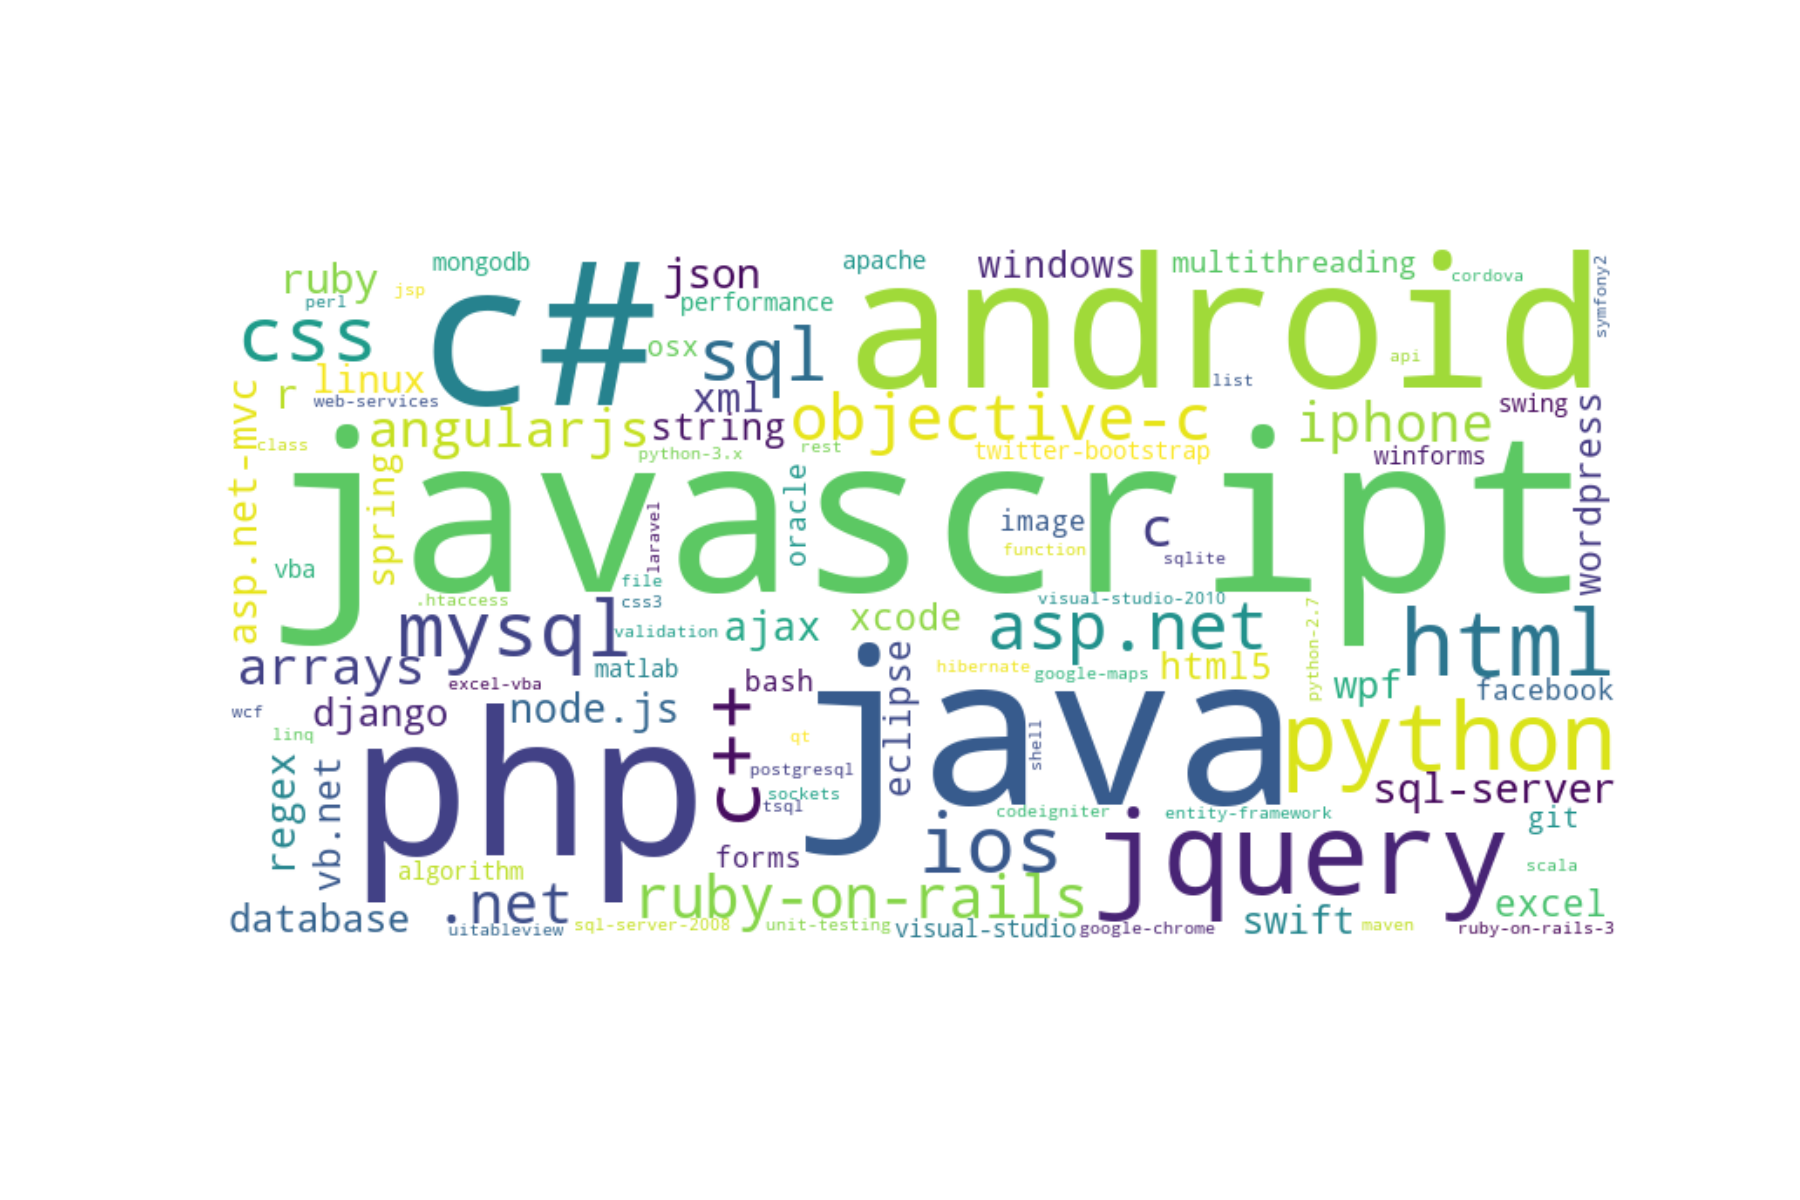 mongodb
apache
windows
multithreading
ruby
json
cordova
symfony2
perl
jsp
performance
c#
android
css
osx
sql
api
linux
list
r
web-services
xml
objective-c
iphone
swing
asp.net-mvc
class
angularjs
string
python-3.x
rest
twitter-bootstrap
winforms
wordpress
javascript
spring
laravel
oracle
image
c
function
sqlite
vba
file
.htaccess
css3
visual-studio-2010
python-2.7
mysql
validation
ajax
xcode
asp.net
html
arrays
matlab
hibernate
google-maps
html5
excel-vba
bash
eclipse
wpf
facebook
wcf
django
node.js
c++
java
shell
python
linq
qt
php
postgresql
regex
vb.net
sockets
tsql
sql-server
codeigniter
entity-framework
git
ios
jquery
forms
algorithm
scala
ruby-on-rails
database
.net
excel
uitableview
sql-server-2008
unit-testing
visual-studio
google-chrome
swift
maven
ruby-on-rails-3